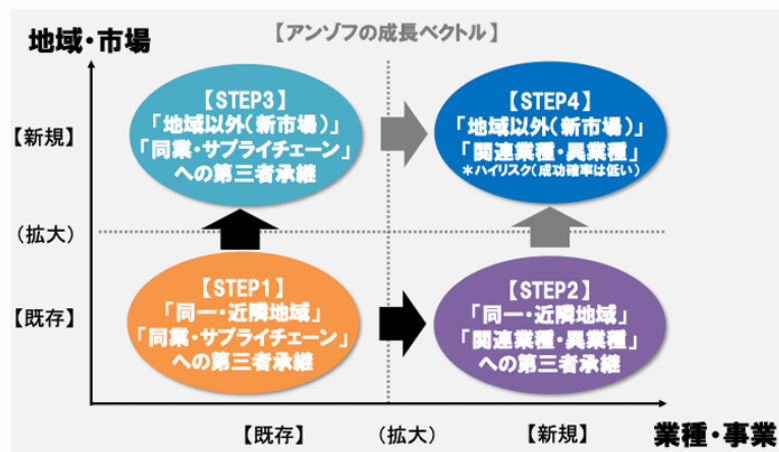 【アンゾフの成長ベクトル】
地域・市場
【新規】
(拡大)
【既存】
【STEP3】
「地域以外(新市場)」
「同業・サプライチェーン」
への第三者承継
【STEP4】
「地域以外(新市場)」
「関連業種・異業種」
*ハイリスク(成功確率は低い)
【STEP1】
「同一・近隣地域」
「同業・サプライチェーン」
への第三者承継
【STEP2】
「同一・近隣地域」
「関連業種・異業種」
への第三者承継
【既存】
(拡大)
【新規】
業種・事業